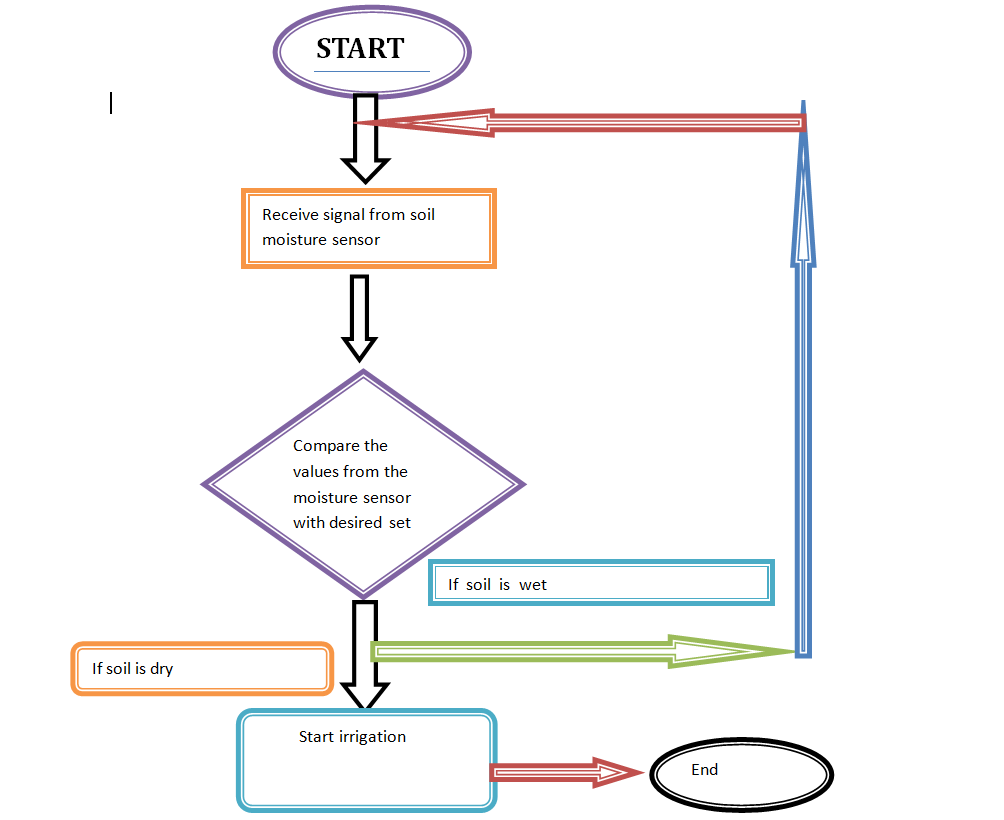 START
Receive signal from soil
moisture sensor
Compare the
values from the
moisture sensor
with desired set
If soil is wet
If soil is dry
Start irrigation
End